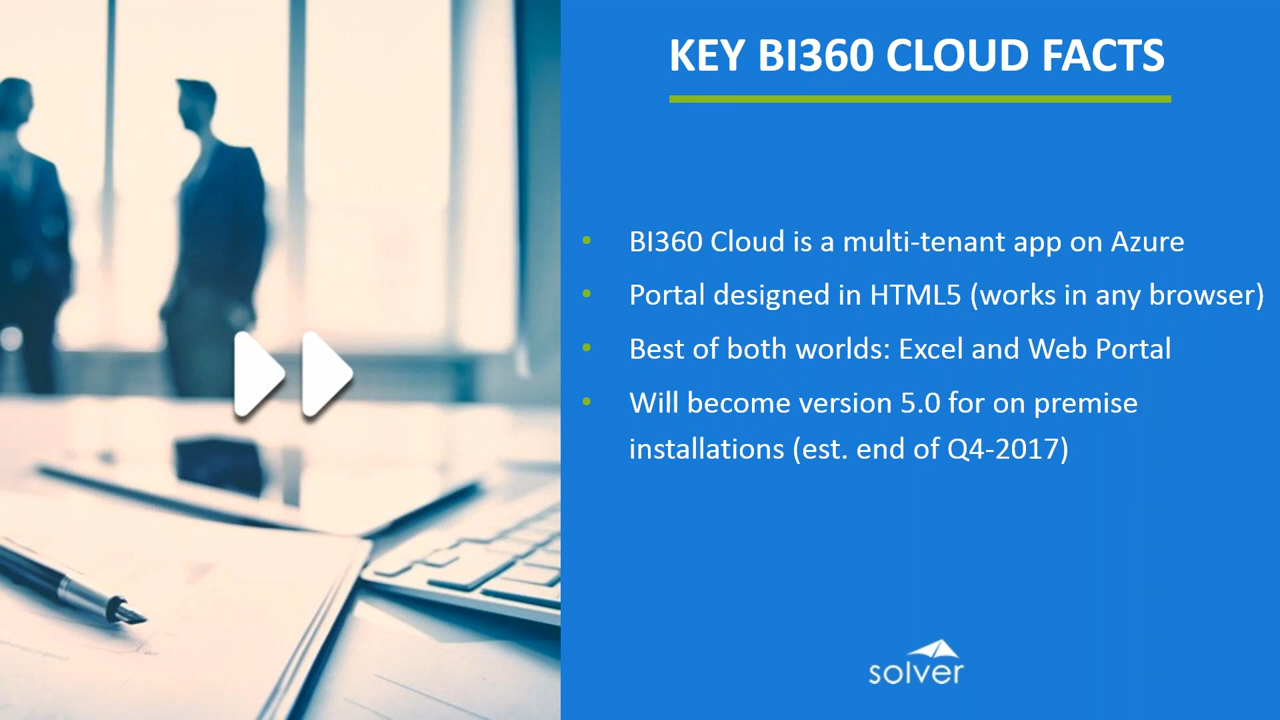 KEY BI360 CLOUD FACTS
• BI360 Cloud is a multi-tenant app on Azure
• Portal designed in HTML5 (works in any browser)
• Best of both worlds: Excel and Web Portal
• Will become version 5.0 for on premise
installations (est. end of Q4-2017)
solver